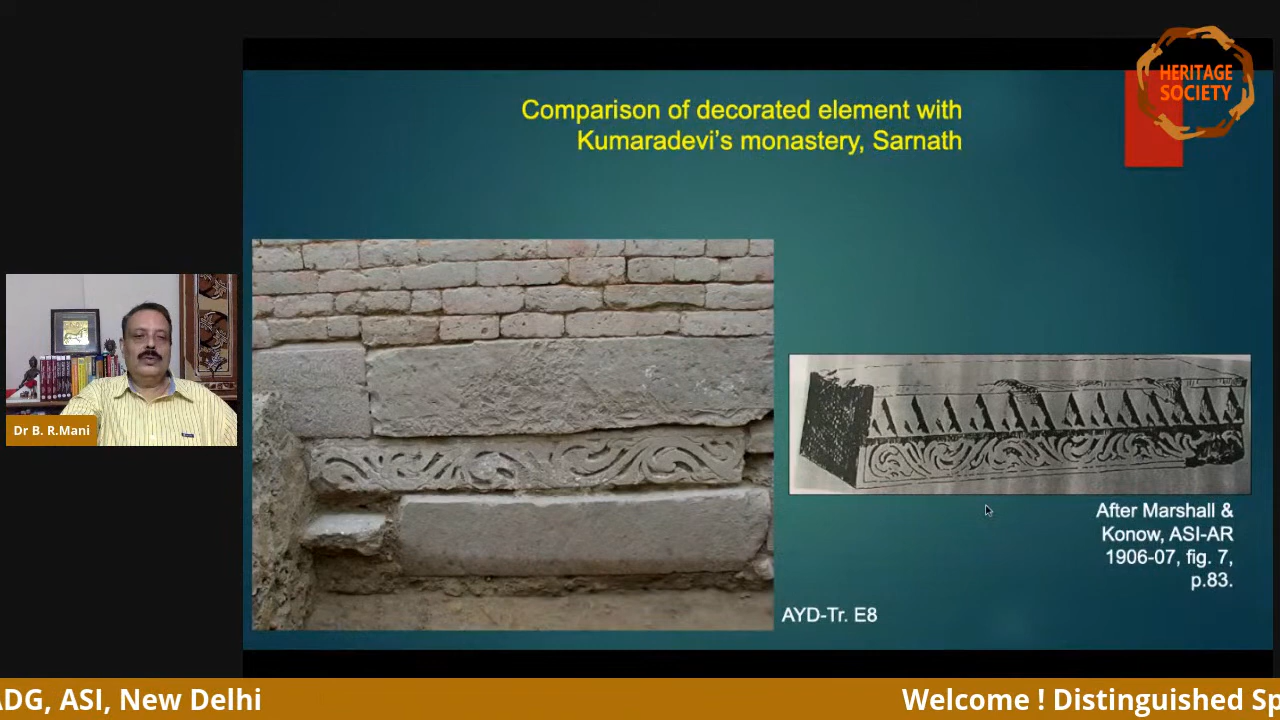 HERITAGE
SOCIETY
Comparison of decorated element with
Kumaradevi's monastery, Sarnath
Dr B. R.Mani
After Marshall &
Konow, ASI-AR
1906-07, fig. 7,
p.83.
AYD-Tr. E8
ADG, ASI, New Delhi
Welcome ! Distinguished Sp